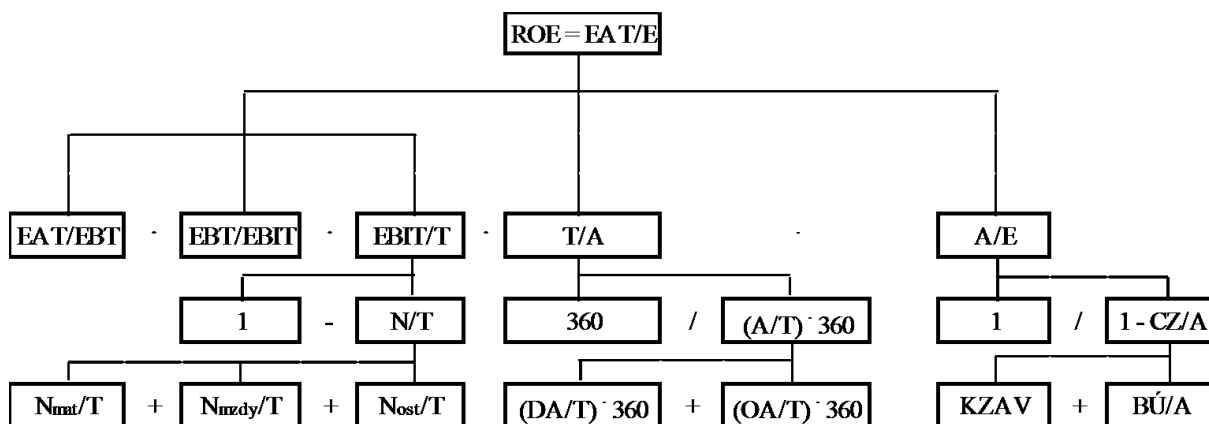 ROE = EAT/E
EAT/EBT · EBT/EBIT · EBIT/T · T/A · A/E
1 - N/T 360 / (A/T) · 360 1 / 1 - CZ/A
Nmat/T + Nmzdy/T + Nost/T (DA/T) · 360 + (OA/T) · 360 KZAV + BÚ/A